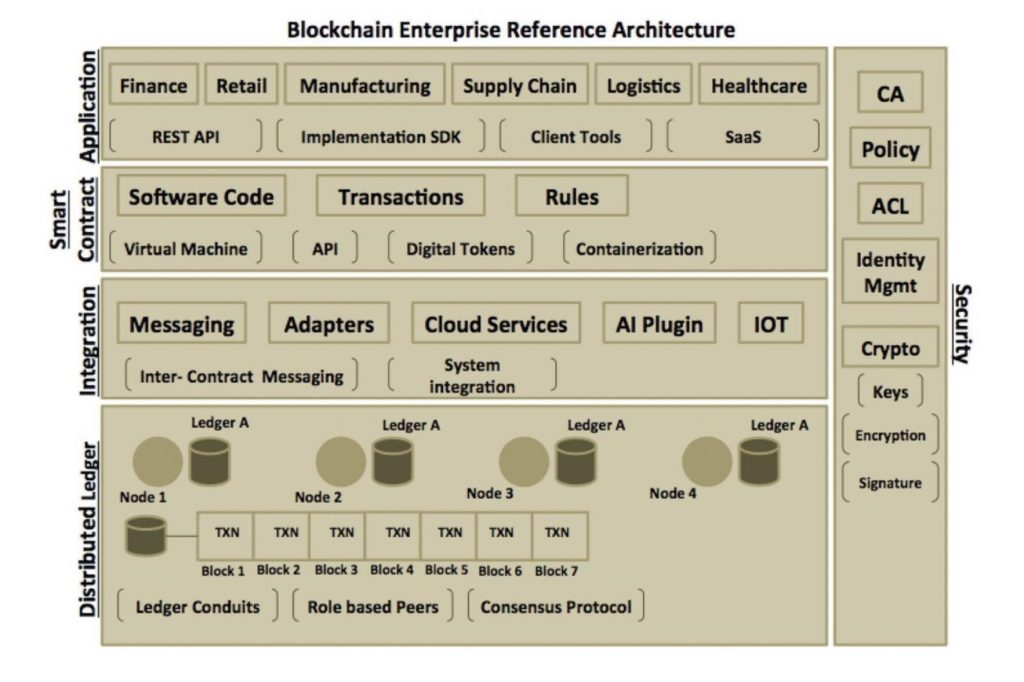 Blockchain Enterprise Reference Architecture
Application
Finance
Retail
Manufacturing
Supply Chain
Logistics
Healthcare
REST API
Implementation SDK
Client Tools
SaaS
Smart
Contract
Software Code
Transactions
Rules
Virtual Machine
API
Digital Tokens
Containerization
Integration
Messaging
Adapters
Cloud Services
AI Plugin
IOT
Inter- Contract Messaging
System
integration
Distributed Ledger
Ledger A
Ledger A
Ledger A
Ledger A
Node 1
Node 2
Node 3
Node 4
TXN
TXN
TXN
TXN
TXN
TXN
TXN
Block 1
Block 2
Block 3
Block 4
Block 5
Block 6
Block 7
Ledger Conduits
Role based Peers
Consensus Protocol
Security
CA
Policy
ACL
Identity
Mgmt
Crypto
Keys
Encryption
Signature